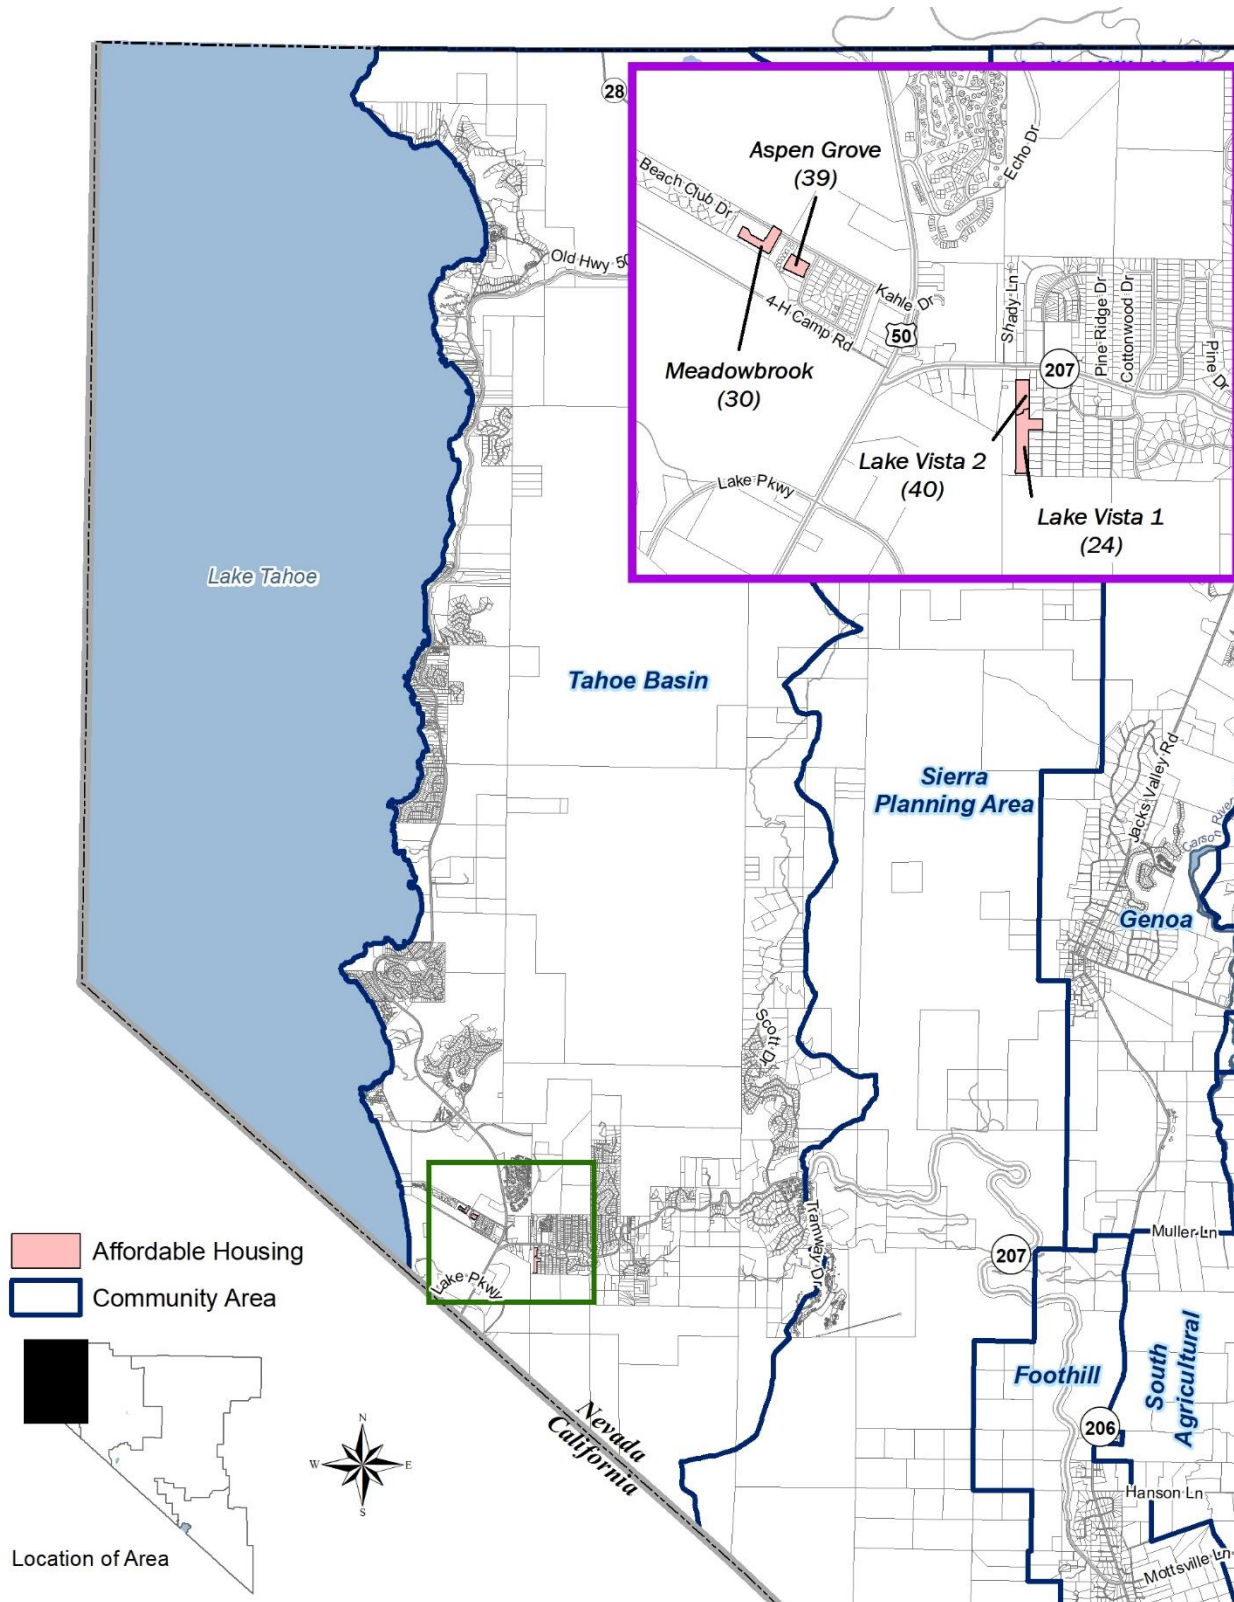 28
Old Hwy 50
Lake Tahoe
Aspen Grove
(39)
Beach Club Dr
Echo Dr
Kahle Dr
4-H Camp Rd
50
Shady Ln
Pine Ridge Dr
Cottonwood Dr
Pine Dr
207
Meadowbrook
(30)
Lake Vista 2
(40)
Lake Pkwy
Lake Vista 1
(24)
Tahoe Basin
Sierra
Planning Area
Jacks Valley Rd
Carson River
Genoa
Scott Dr
Tramway Dr
Lake Pkwy
207
Muller Ln
Foothill
South
Agricultural
206
Hanson Ln
Mottsville Ln
Nevada
California
Affordable Housing
Community Area
N
W
E
S
Location of Area